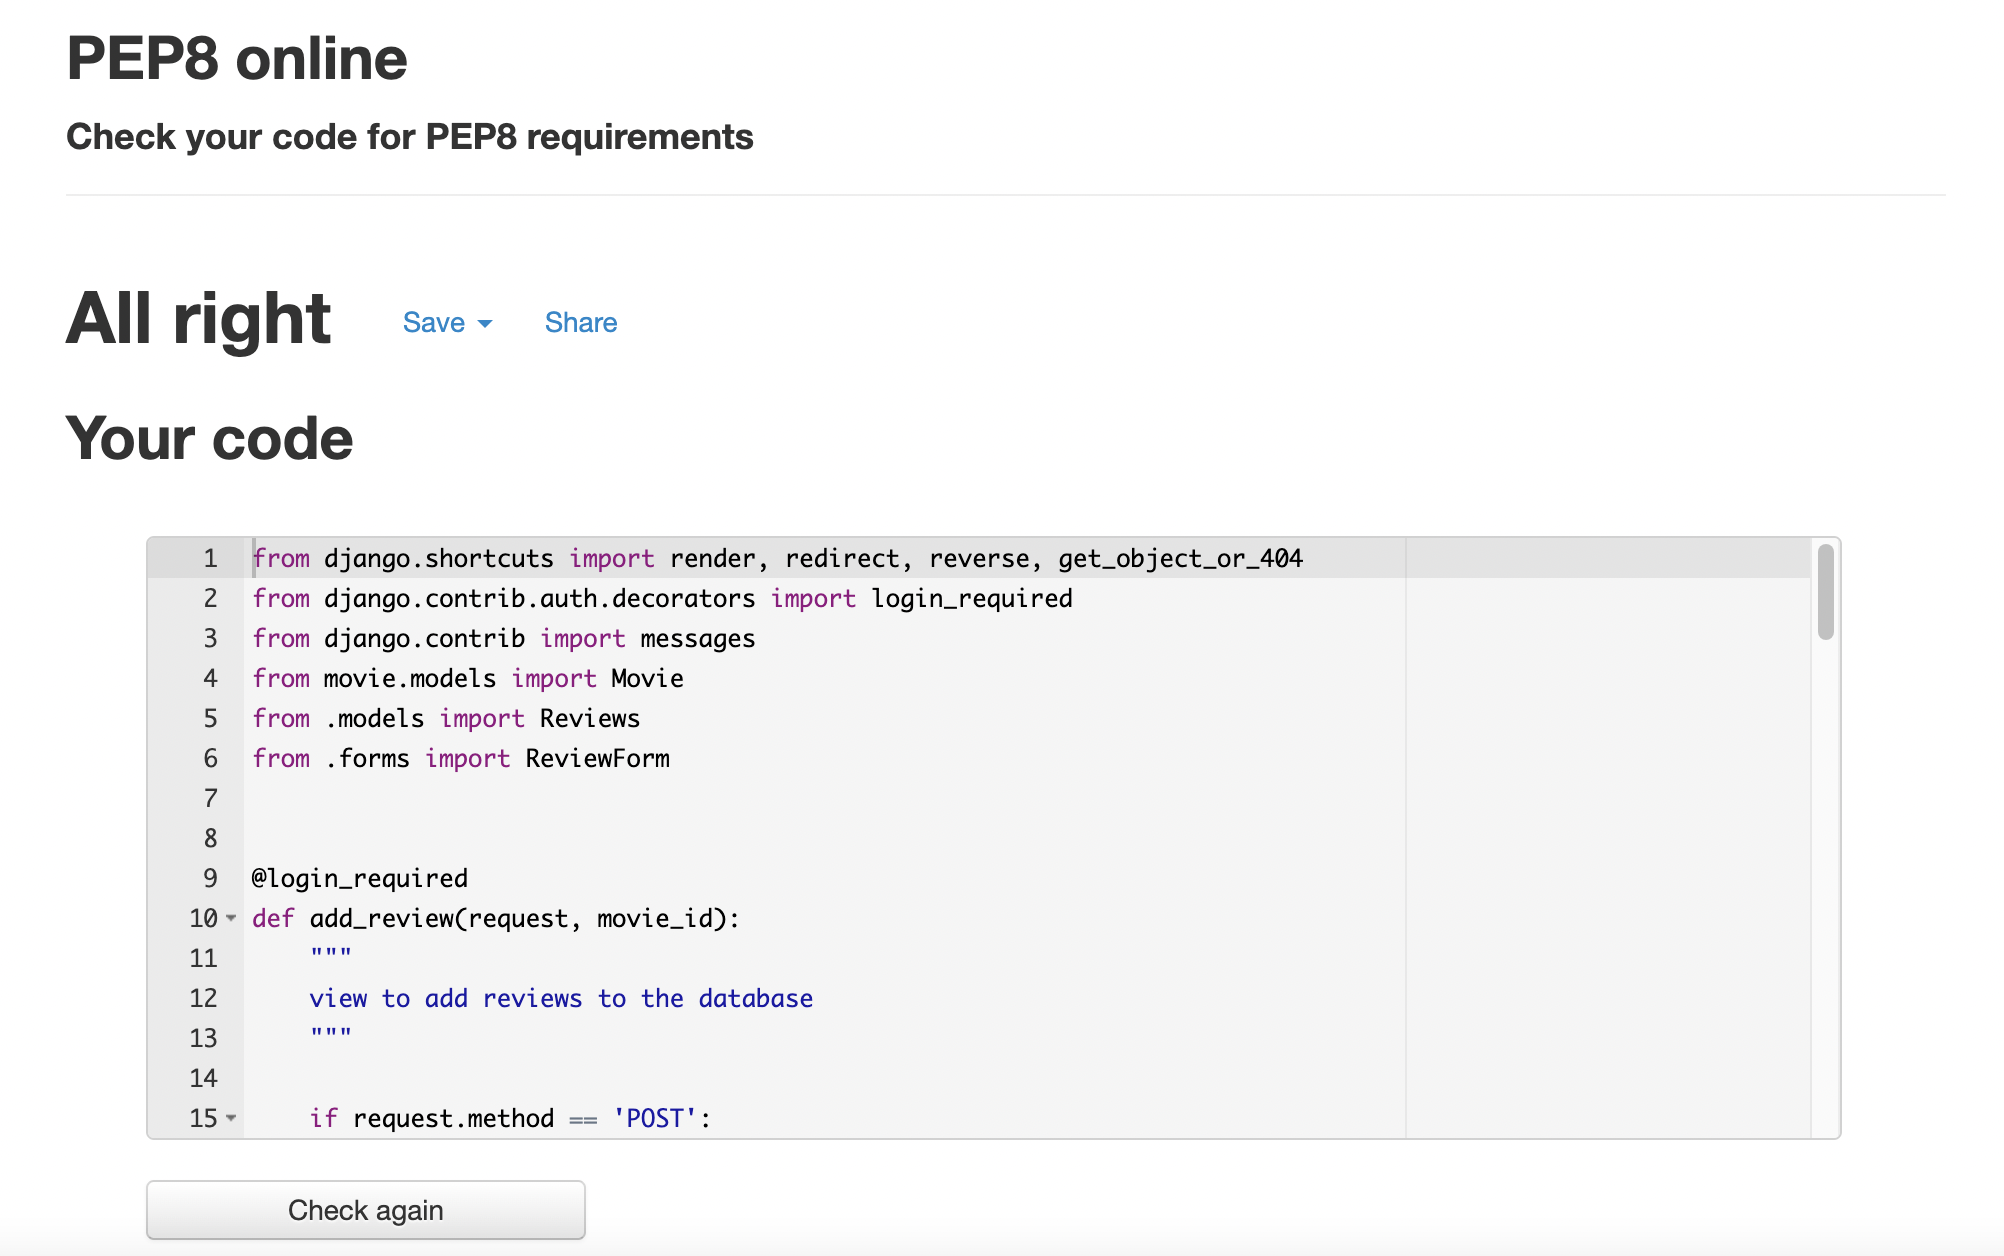 PEP8 online
Check your code for PEP8 requirements
All right Save Share
Your code
1 from django.shortcuts import render, redirect, reverse, get_object_or_404
2 from django.contrib.auth.decorators import login_required
3 from django.contrib import messages
4 from movie.models import Movie
5 from .models import Reviews
6 from .forms import ReviewForm
7
8
9 @login_required
10 def add_review(request, movie_id):
11     """
12     view to add reviews to the database
13     """
14
15     if request.method == 'POST':
Check again